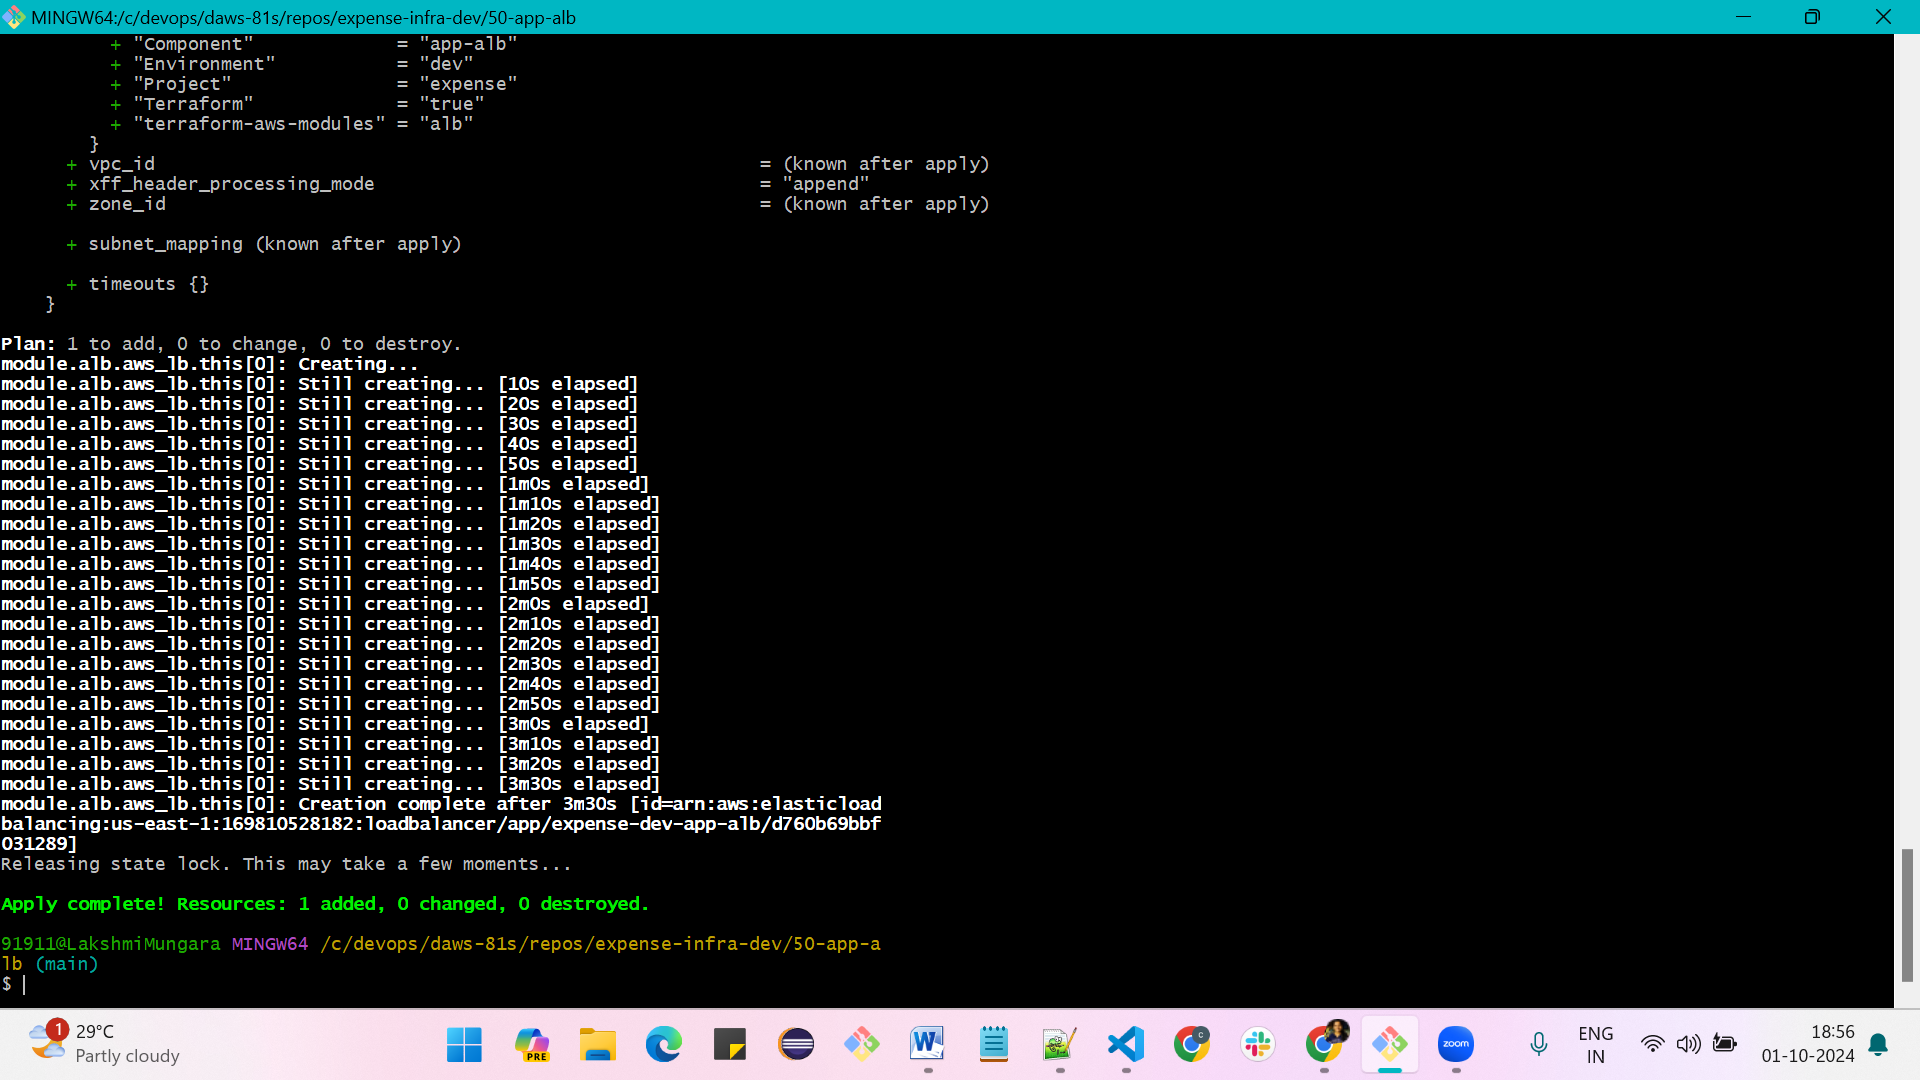 MINGW64:/c/devops/daws-81s/repos/expense-infra-dev/50-app-alb
+ "Component" = "app-alb"
+ "Environment" = "dev"
+ "Project" = "expense"
+ "Terraform" = "true"
+ "terraform-aws-modules" = "alb"
}
+ vpc_id = (known after apply)
+ xff_header_processing_mode = "append"
+ zone_id = (known after apply)
+ subnet_mapping (known after apply)
+ timeouts {}
}
Plan: 1 to add, 0 to change, 0 to destroy.
module.alb.aws_lb.this[0]: Creating...
module.alb.aws_lb.this[0]: Still creating... [10s elapsed]
module.alb.aws_lb.this[0]: Still creating... [20s elapsed]
module.alb.aws_lb.this[0]: Still creating... [30s elapsed]
module.alb.aws_lb.this[0]: Still creating... [40s elapsed]
module.alb.aws_lb.this[0]: Still creating... [50s elapsed]
module.alb.aws_lb.this[0]: Still creating... [1m0s elapsed]
module.alb.aws_lb.this[0]: Still creating... [1m10s elapsed]
module.alb.aws_lb.this[0]: Still creating... [1m20s elapsed]
module.alb.aws_lb.this[0]: Still creating... [1m30s elapsed]
module.alb.aws_lb.this[0]: Still creating... [1m40s elapsed]
module.alb.aws_lb.this[0]: Still creating... [1m50s elapsed]
module.alb.aws_lb.this[0]: Still creating... [2m0s elapsed]
module.alb.aws_lb.this[0]: Still creating... [2m10s elapsed]
module.alb.aws_lb.this[0]: Still creating... [2m20s elapsed]
module.alb.aws_lb.this[0]: Still creating... [2m30s elapsed]
module.alb.aws_lb.this[0]: Still creating... [2m40s elapsed]
module.alb.aws_lb.this[0]: Still creating... [2m50s elapsed]
module.alb.aws_lb.this[0]: Still creating... [3m0s elapsed]
module.alb.aws_lb.this[0]: Still creating... [3m10s elapsed]
module.alb.aws_lb.this[0]: Still creating... [3m20s elapsed]
module.alb.aws_lb.this[0]: Still creating... [3m30s elapsed]
module.alb.aws_lb.this[0]: Creation complete after 3m30s [id=arn:aws:elasticload
balancing:us-east-1:169810528182:loadbalancer/app/expense-dev-app-alb/d760b69bbf
031289]
Releasing state lock. This may take a few moments...
Apply complete! Resources: 1 added, 0 changed, 0 destroyed.
91911@LakshmiMungara MINGW64 /c/devops/daws-81s/repos/expense-infra-dev/50-app-a
lb (main)
$
1
29°C
Partly cloudy
PRE
W
C
zoom
ENG
IN
18:56
01-10-2024